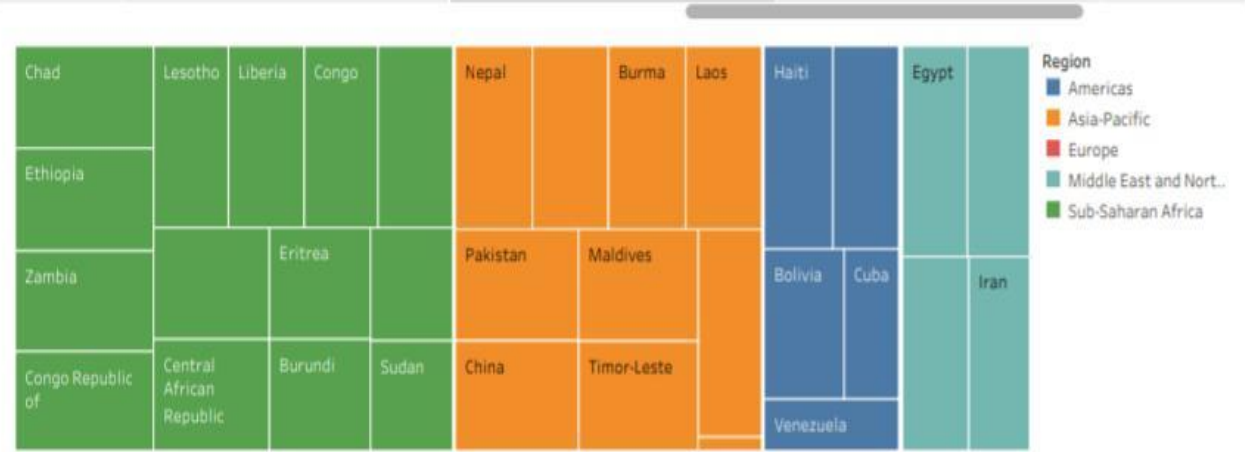 Chad
Lesotho
Liberia
Congo
Nepal
Burma
Laos
Haiti
Egypt
Ethiopia
Zambia
Congo Republic
of
Eritrea
Central
African
Republic
Burundi
Sudan
Pakistan
Maldives
China
Timor-Leste
Bolivia
Cuba
Venezuela
Iran
Region
Americas
Asia-Pacific
Europe
Middle East and Nort..
Sub-Saharan Africa